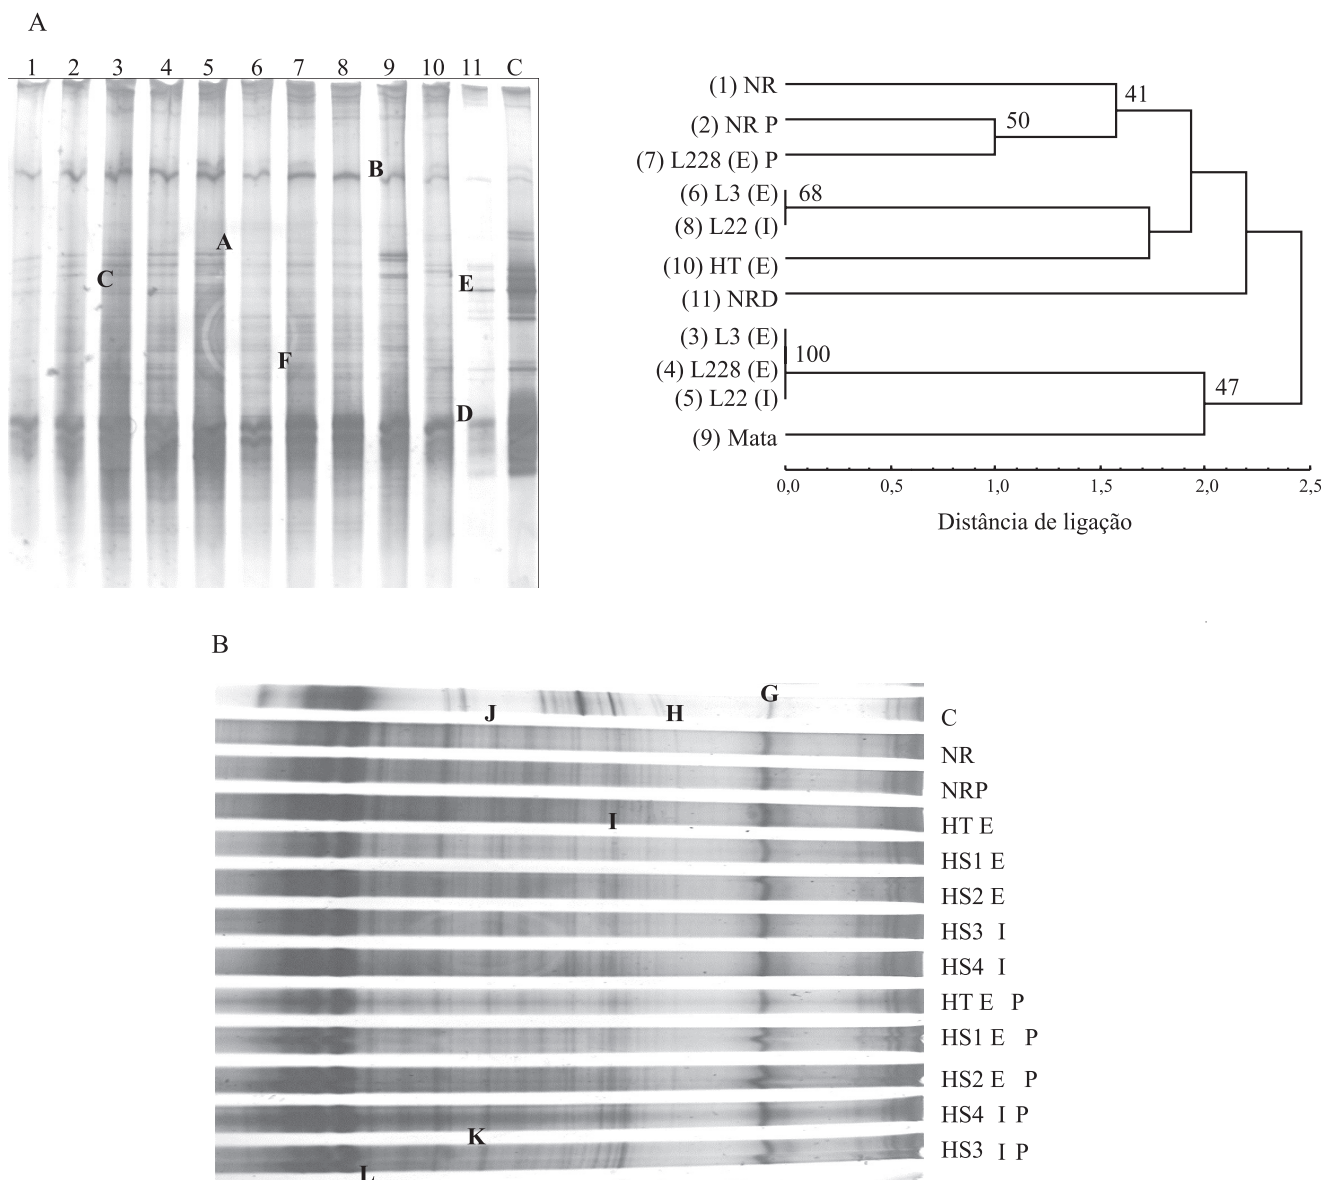 A
1 2 3 4 5 6 7 8 9 10 11 C
B
A
C
E
F
D
(1) NR
(2) NR P
(7) L228 (E) P
(6) L3 (E)
(8) L22 (I)
(10) HT (E)
(11) NRD
(3) L3 (E)
(4) L228 (E)
(5) L22 (I)
(9) Mata
41
50
68
100
47
0,0 0,5 1,0 1,5 2,0 2,5
Distância de ligação
B
G
J
H
I
K
L
C
NR
NRP
HT E
HS1 E
HS2 E
HS3 I
HS4 I
HT E P
HS1 E P
HS2 E P
HS4 I P
HS3 I P